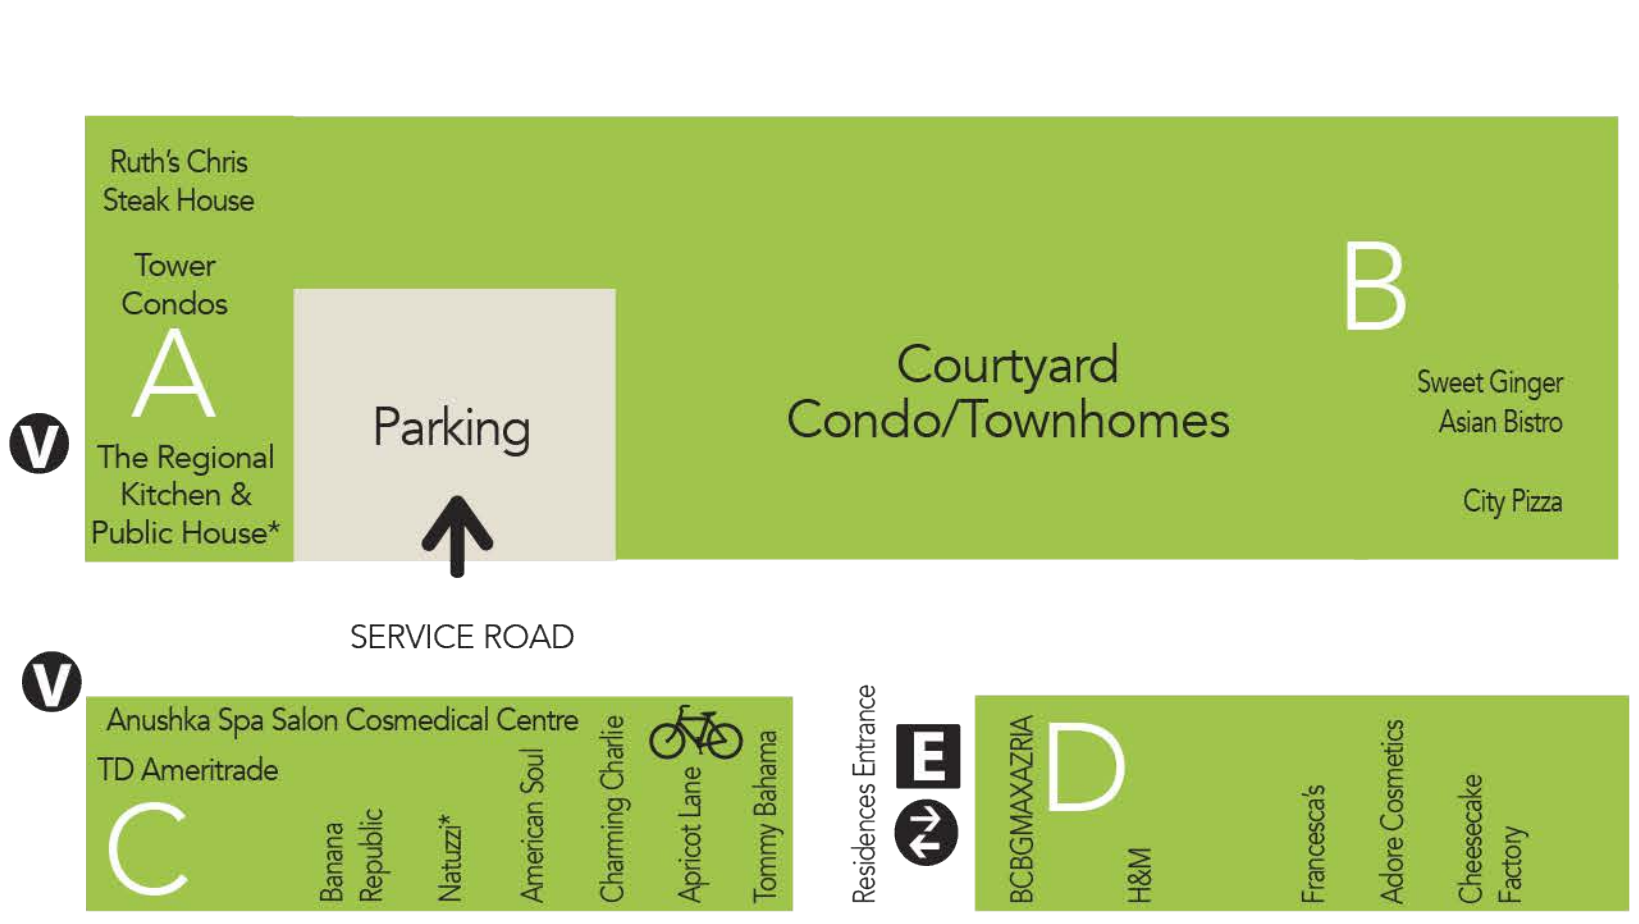 Ruth's Chris
Steak House
Tower
Condos
A
V
The Regional
Kitchen &
Public House*
Parking
Courtyard
Condo/Townhomes
B
Sweet Ginger
Asian Bistro
City Pizza
SERVICE ROAD
V
Anushka Spa Salon Cosmedical Centre
TD Ameritrade
C
Banana
Republic
Natuzzi*
American Soul
Charming Charlie
Apricot Lane
Tommy Bahama
Residences Entrance
E
BCBGMAXAZRIA
D
H&M
Francesca's
Adore Cosmetics
Cheesecake
Factory